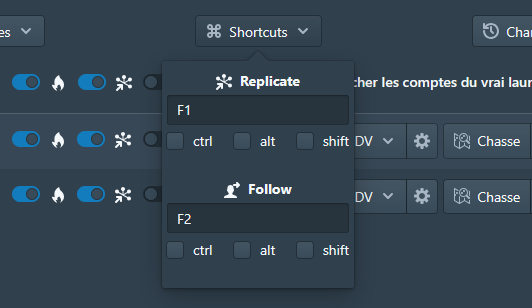 es
Shortcuts
Char
Replicate
cher les comptes du vrai laur
F1
ctrl
alt
shift
DV
Chasse
Follow
F2
DV
Chasse
ctrl
alt
shift